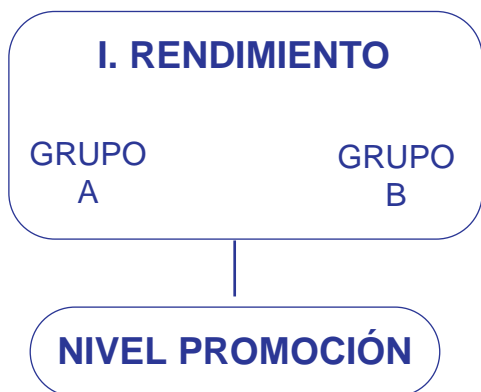 I. RENDIMIENTO
GRUPO
A
GRUPO
B
NIVEL PROMOCIÓN